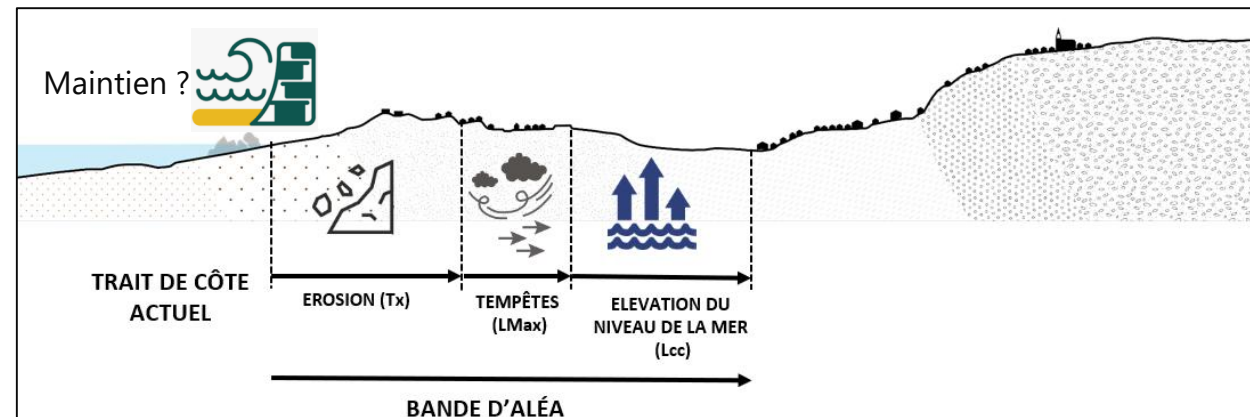 Maintien ?
TRAIT DE CÔTE
ACTUEL
EROSION (Tx)
TEMPÊTES
(LMax)
ELEVATION DU
NIVEAU DE LA MER
(Lcc)
BANDE D’ALÉA